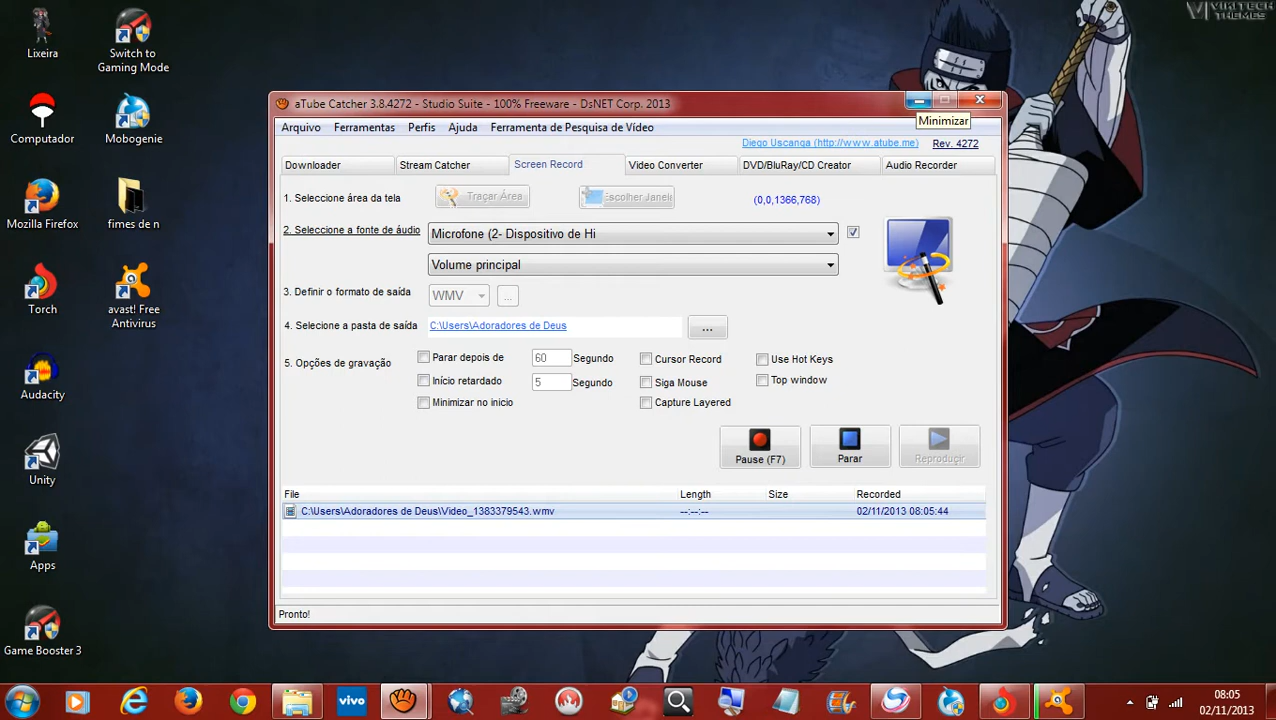 VIKITECH
THEMES
Lixeira
Switch to
Gaming Mode
Computador
Mobogenie
Mozilla Firefox
fimes de n
Torch
avast! Free
Antivirus
Audacity
Unity
Apps
Game Booster 3
aTube Catcher 3.8.4272 - Studio Suite - 100% Freeware - DsNET Corp. 2013
Minimizar
Arquivo Ferramentas Perfis Ajuda Ferramenta de Pesquisa de Vídeo
Diego Uscanga (http://www.atube.me) Rev. 4272
Downloader Stream Catcher Screen Record Video Converter DVD/BluRay/CD Creator Audio Recorder
1. Seleccione área da tela Traçar Área Escolher Janela (0,0,1366,768)
2. Seleccione a fonte de áudio Microfone (2- Dispositivo de Hi
Volume principal
3. Definir o formato de saída WMV ...
4. Selecione a pasta de saída C:\Users\Adoradores de Deus ...
5. Opções de gravação Parar depois de 60 Segundo Cursor Record Use Hot Keys
Início retardado 5 Segundo Siga Mouse Top window
Minimizar no inicio Capture Layered
Pause (F7) Parar Reproduçir
File Length Size Recorded
C:\Users\Adoradores de Deus\Video_1383379543.wmv --:--:-- 02/11/2013 08:05:44
Pronto!
vivo
08:05
02/11/2013